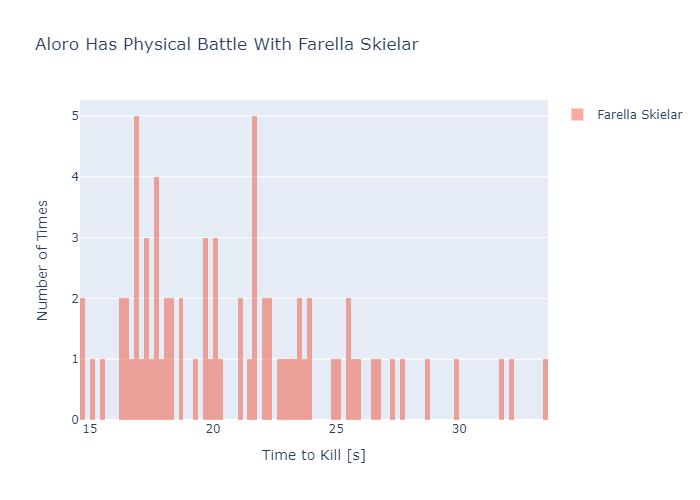 Aloro Has Physical Battle With Farella Skielar
Farella Skielar
Number of Times
5
4
3
2
1
0
15 20 25 30
Time to Kill [s]